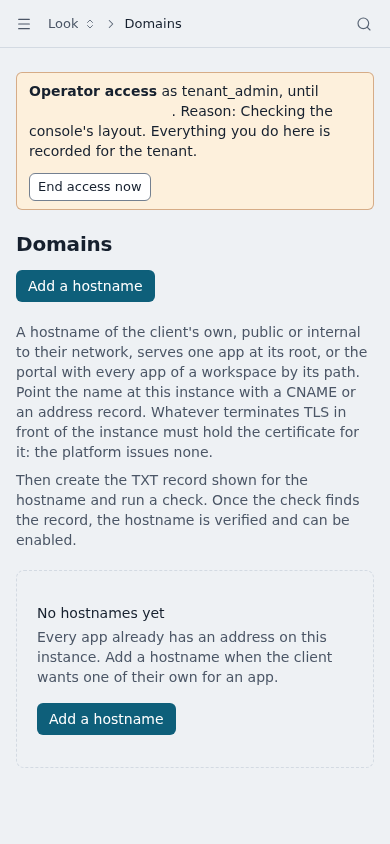 Look Domains
Operator access as tenant_admin, until
. Reason: Checking the
console's layout. Everything you do here is
recorded for the tenant.
End access now
Domains
Add a hostname
A hostname of the client's own, public or internal
to their network, serves one app at its root, or the
portal with every app of a workspace by its path.
Point the name at this instance with a CNAME or
an address record. Whatever terminates TLS in
front of the instance must hold the certificate for
it: the platform issues none.
Then create the TXT record shown for the
hostname and run a check. Once the check finds
the record, the hostname is verified and can be
enabled.
No hostnames yet
Every app already has an address on this
instance. Add a hostname when the client
wants one of their own for an app.
Add a hostname